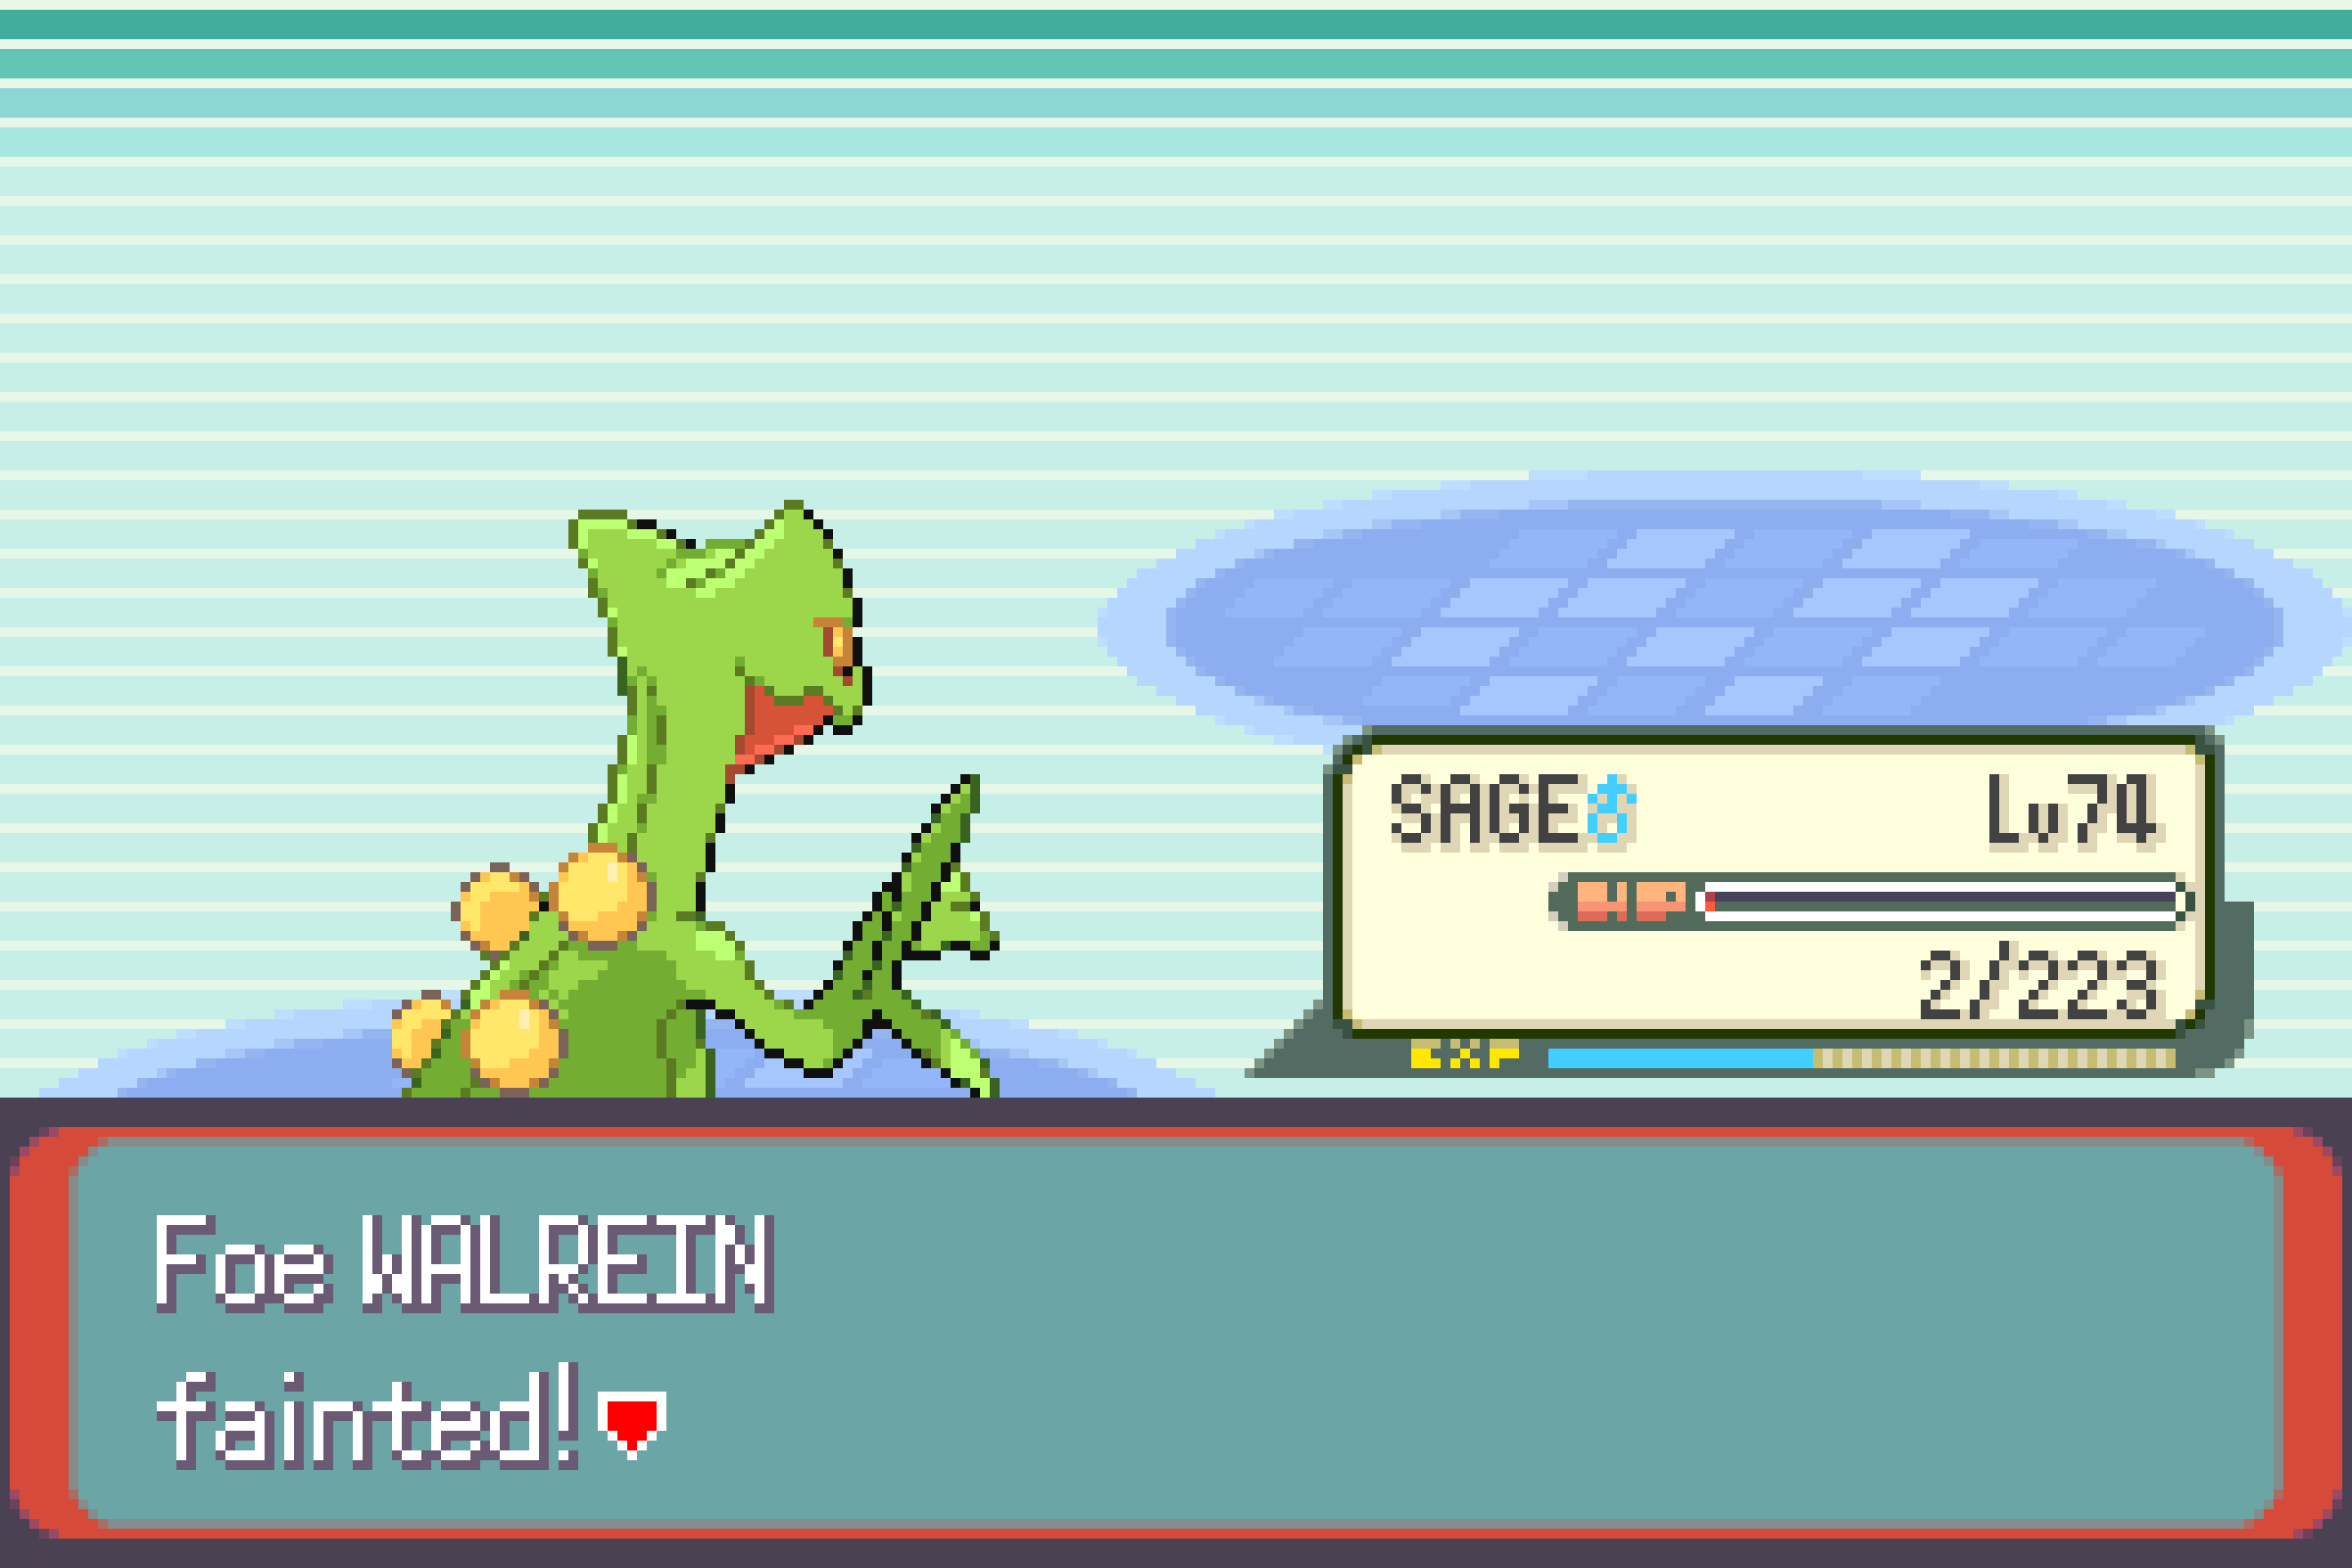 SAGE♂ Lv74
HP
2/223
EXP
Foe WALREIN
fainted!